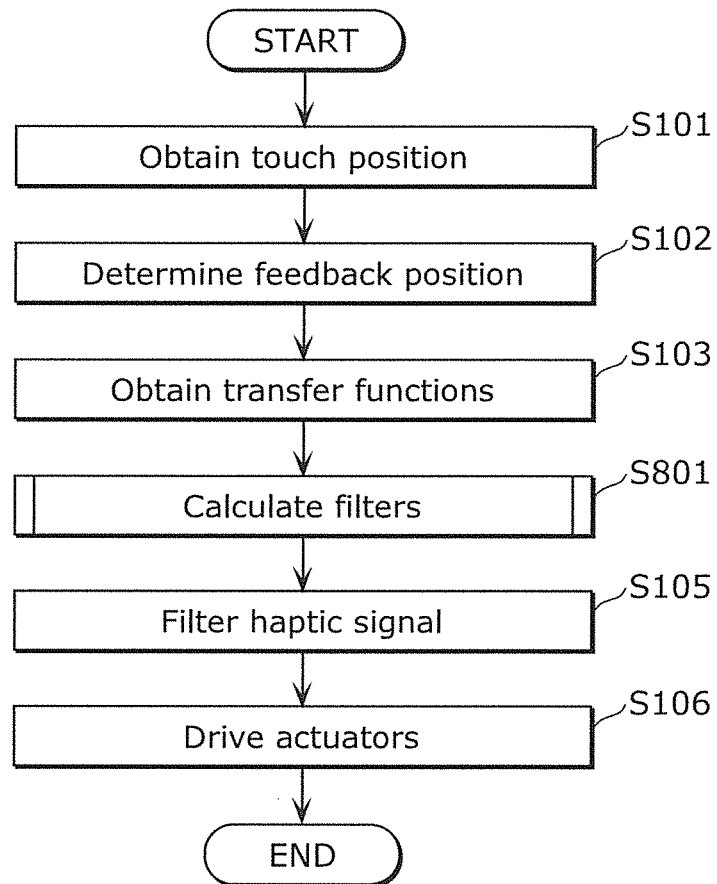 START
S101
Obtain touch position
S102
Determine feedback position
S103
Obtain transfer functions
S801
Calculate filters
S105
Filter haptic signal
S106
Drive actuators
END